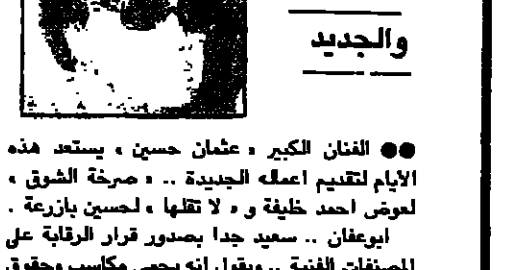 والجديد
●● الفنان الكبير « عثمان حسين » يستعد هذه
الايام لتقديم اعماله الجديدة .. « صرخة الشوق »
لعوض احمد خليفة و « لا تقلها » لحسين بازرعة .
ابوعفان .. سعيد جدا بصدور قرار الرقابة على
المصنفات الفنية .. ويقول انه يحمي مكاسب وحقوق